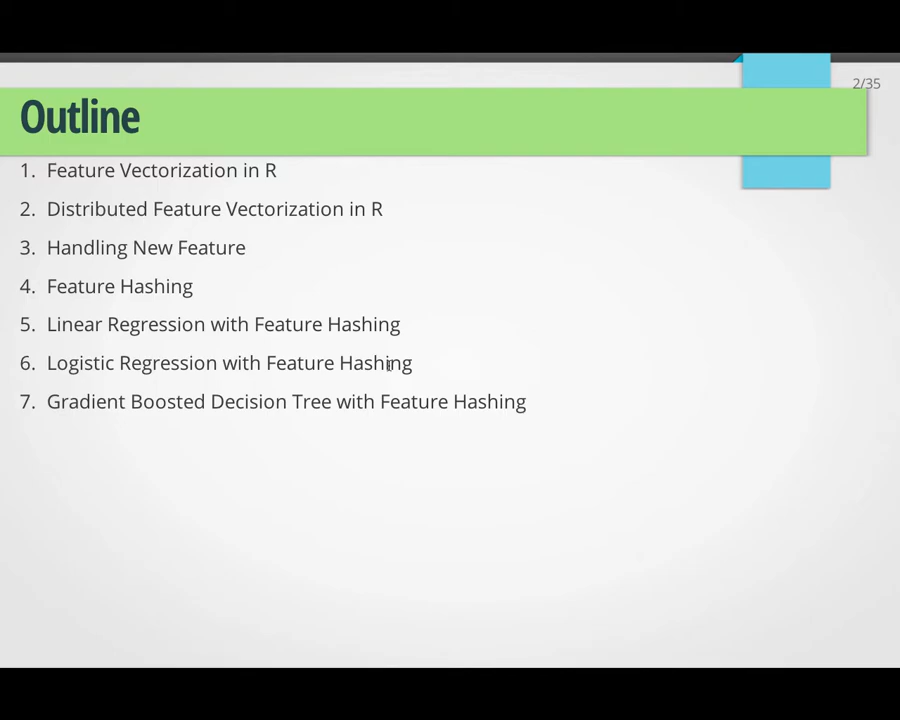 2/35
Outline
1. Feature Vectorization in R
2. Distributed Feature Vectorization in R
3. Handling New Feature
4. Feature Hashing
5. Linear Regression with Feature Hashing
6. Logistic Regression with Feature Hashing
7. Gradient Boosted Decision Tree with Feature Hashing